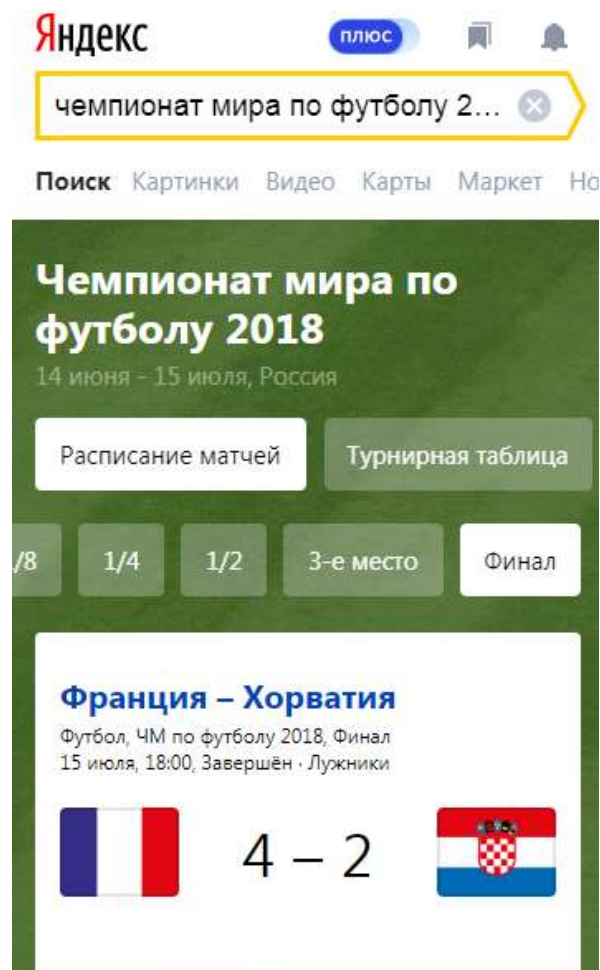 Яндекс плюс
чемпионат мира по футболу 2...
Поиск Картинки Видео Карты Маркет Но
Чемпионат мира по
футболу 2018
14 июня – 15 июля, Россия
Расписание матчей Турнирная таблица
/8 1/4 1/2 3-е место Финал
Франция – Хорватия
Футбол, ЧМ по футболу 2018, Финал
15 июля, 18:00, Завершён · Лужники
4 – 2